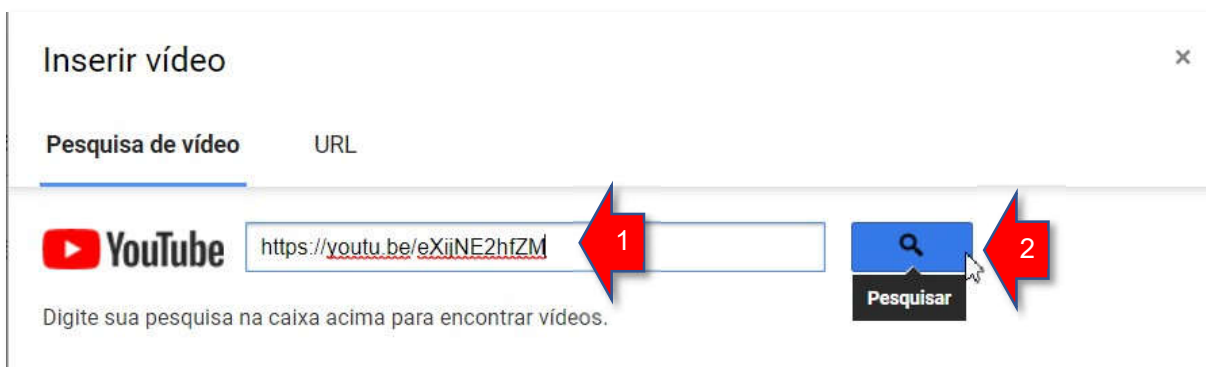 Inserir vídeo ×
Pesquisa de vídeo URL
YouTube https://youtu.be/eXijNE2hfZM 1 2
Pesquisar
Digite sua pesquisa na caixa acima para encontrar vídeos.